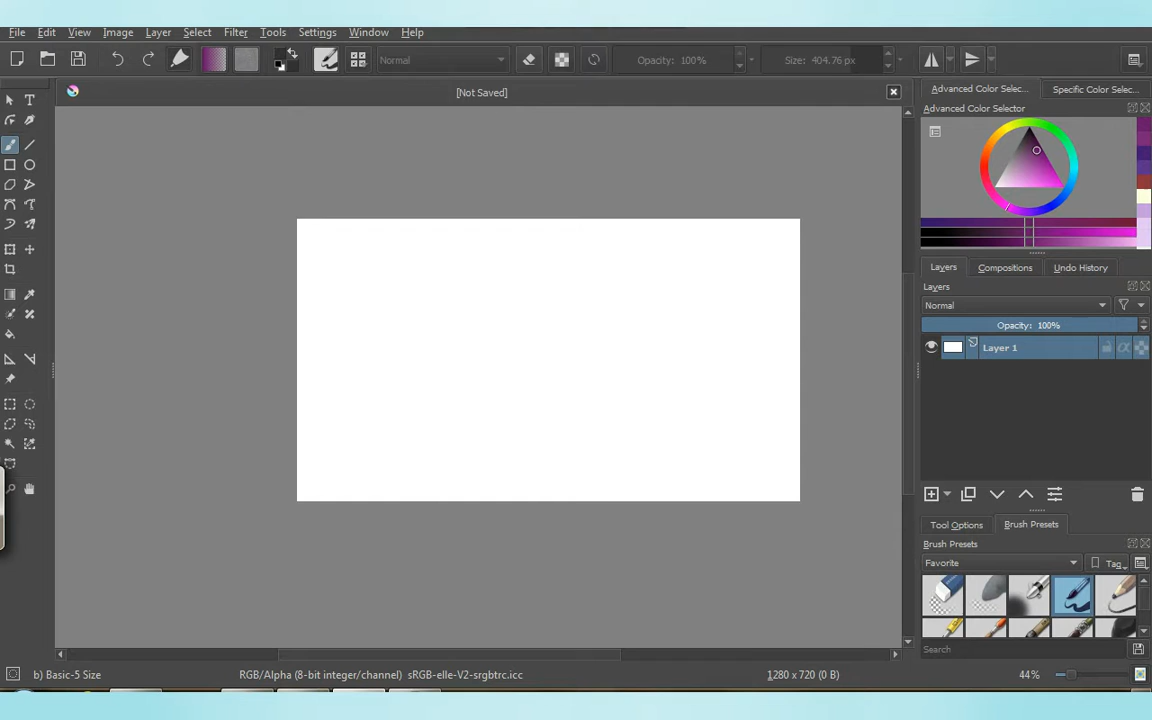 File Edit View Image Layer Select Filter Tools Settings Window Help
Normal Opacity: 100% Size: 404.76 px
[Not Saved]
Advanced Color Selec... Specific Color Selec...
Advanced Color Selector
Layers Compositions Undo History
Layers
Normal
Opacity: 100%
Layer 1
Tool Options Brush Presets
Brush Presets
Favorite Tag
Search
b) Basic-5 Size RGB/Alpha (8-bit integer/channel) sRGB-elle-V2-srgbtrc.icc 1280 x 720 (0 B) 44%